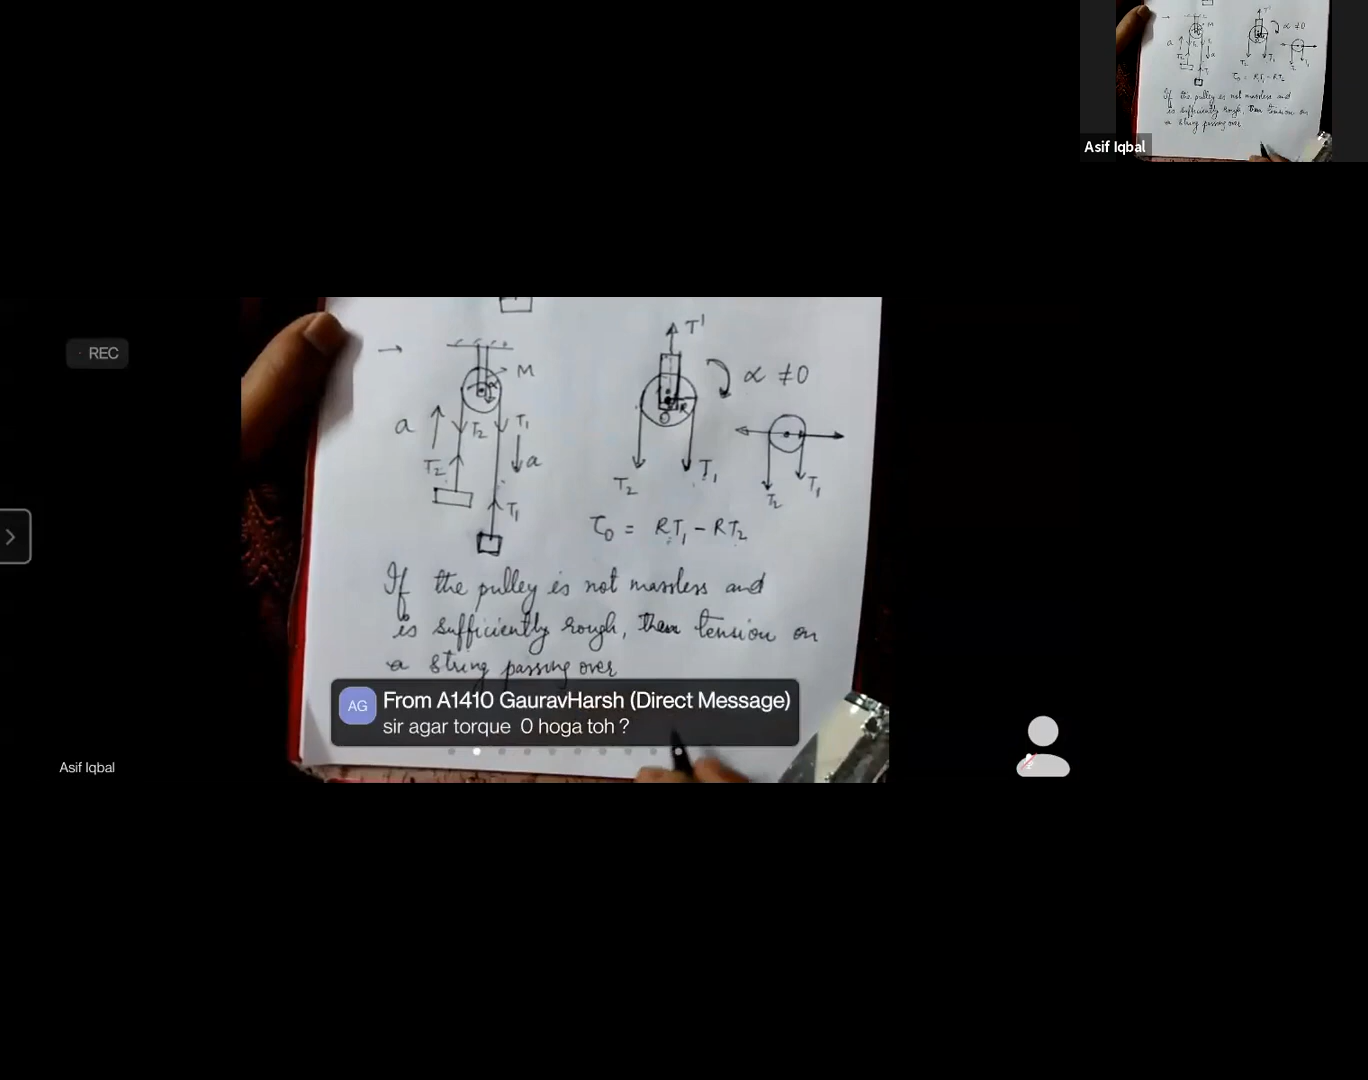 Asif Iqbal
REC
→
M
T'
α ≠ 0
R
O
a
T₂
T₁
a
T₂
T₁
T₂
T₁
T₂
T₁
τ₀ = RT₁ - RT₂
If the pulley is not massless and
is sufficiently rough, then tension on
a string passing over
AG
From A1410 GauravHarsh (Direct Message)
sir agar torque 0 hoga toh ?
Asif Iqbal